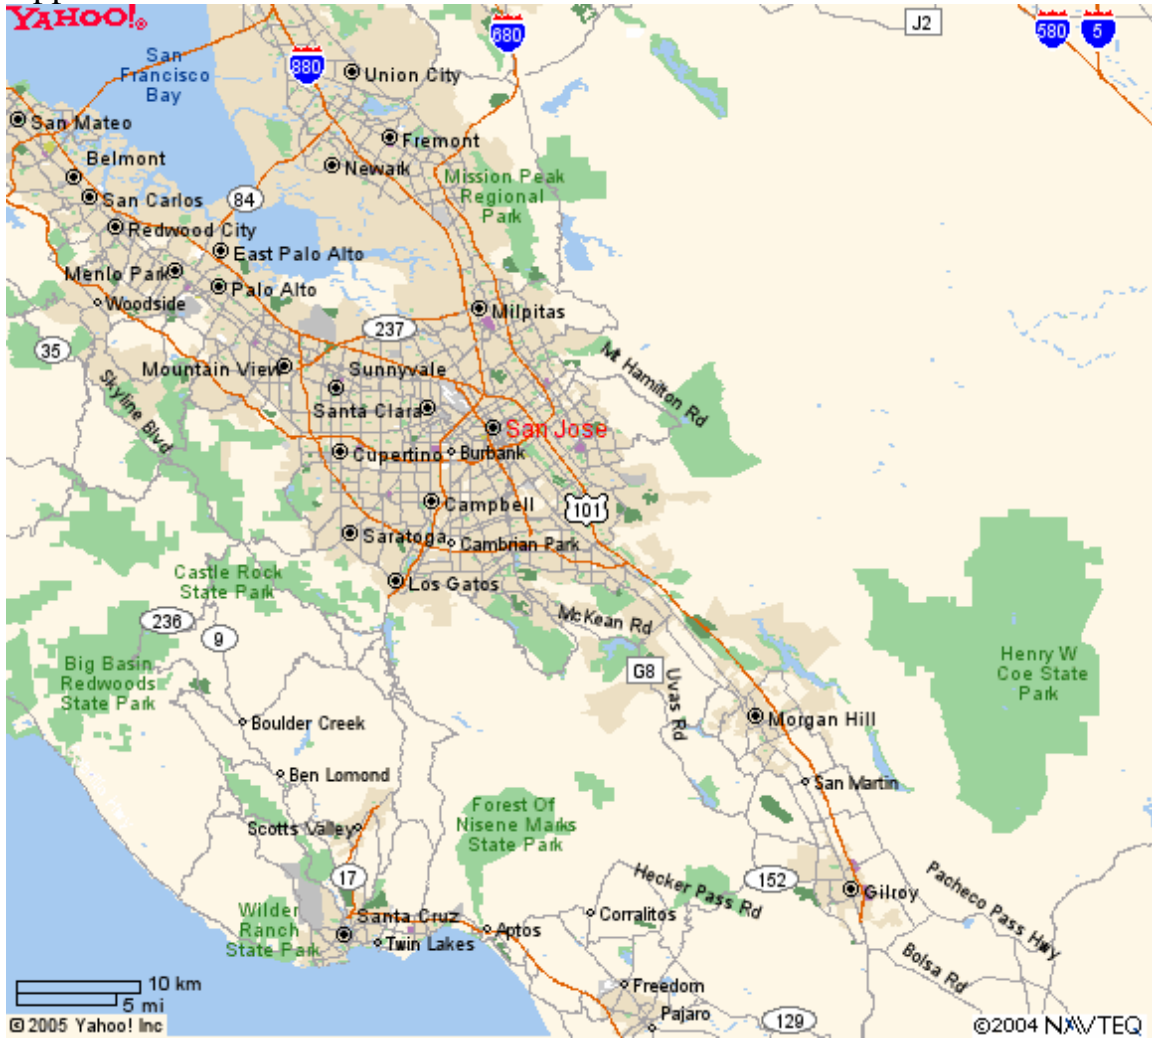 YAHOO!®
J2
680
580
5
880
San
Francisco
Bay
Union City
San Mateo
Fremont
Belmont
Newark
Mission Peak
Regional
Park
84
San Carlos
Redwood City
East Palo Alto
Menlo Park
Palo Alto
Woodside
Milpitas
237
35
Mt Hamilton Rd
Mountain View
Sunnyvale
Skyline Blvd
Santa Clara
San Jose
Cupertino
Burbank
Campbell
101
Saratoga
Cambrian Park
Castle Rock
State Park
Los Gatos
236
9
McKean Rd
Big Basin
Redwoods
State Park
G8
Uvas Rd
Henry W
Coe State
Park
Boulder Creek
Morgan Hill
Ben Lomond
San Martin
Forest Of
Nisene Marks
State Park
Scotts Valley
17
Hecker Pass Rd
152
Gilroy
Pacheco Pass Hwy
Wilder
Ranch
State Park
Santa Cruz
Corralitos
Twin Lakes
Aptos
Bolsa Rd
10 km
5 mi
Freedom
Pajaro
129
© 2005 Yahoo! Inc
©2004 NAVTEQ